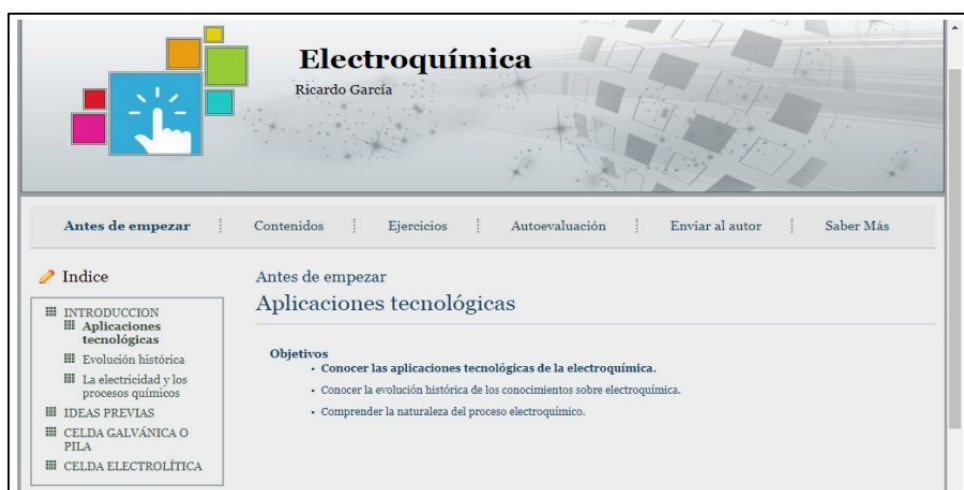 Electroquímica
Ricardo García
Antes de empezar
Contenidos
Ejercicios
Autoevaluación
Enviar al autor
Saber Más
Indice
INTRODUCCION
Aplicaciones
tecnológicas
Evolución histórica
La electricidad y los
procesos químicos
IDEAS PREVIAS
CELDA GALVÁNICA O
PILA
CELDA ELECTROLÍTICA
Antes de empezar
Aplicaciones tecnológicas
Objetivos
• Conocer las aplicaciones tecnológicas de la electroquímica.
• Conocer la evolución histórica de los conocimientos sobre electroquímica.
• Comprender la naturaleza del proceso electroquímico.